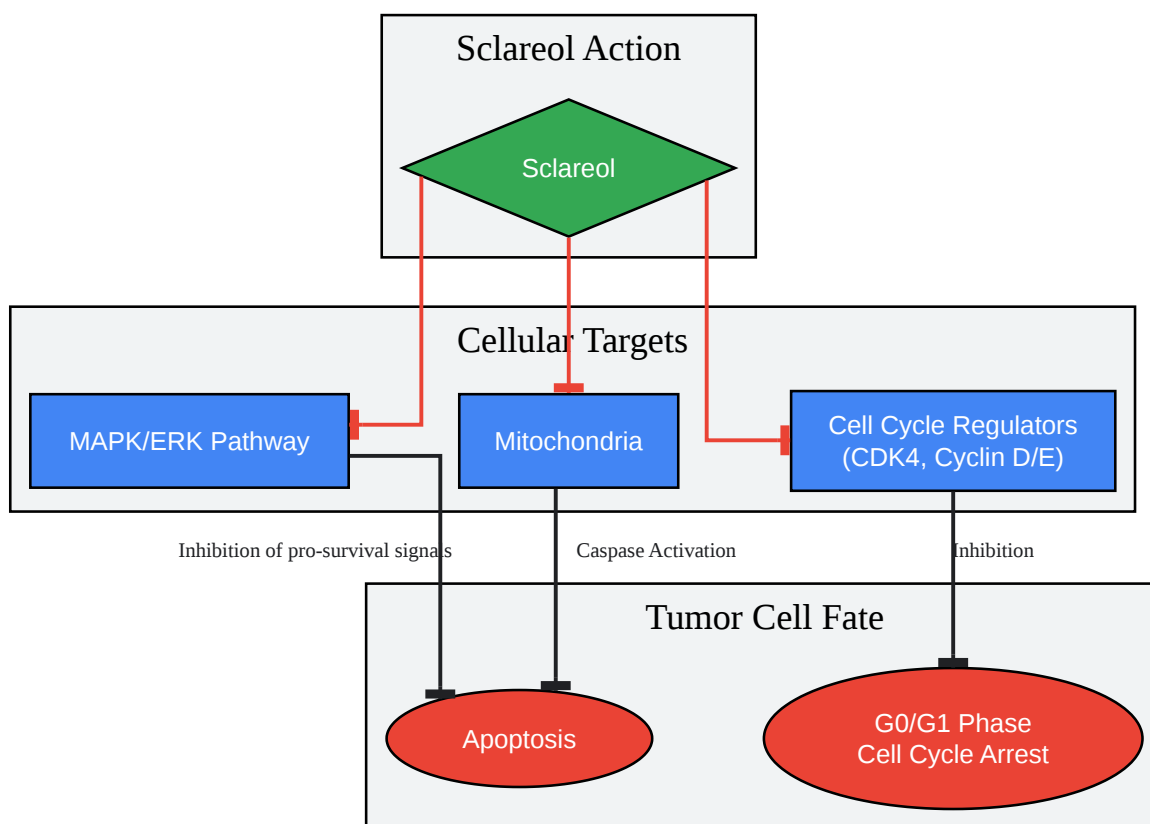 Sclareol Action
Sclareol
Cellular Targets
MAPK/ERK Pathway
Mitochondria
Cell Cycle Regulators
(CDK4, Cyclin D/E)
Inhibition of pro-survival signals
Caspase Activation
Inhibition
Tumor Cell Fate
Apoptosis
G0/G1 Phase
Cell Cycle Arrest